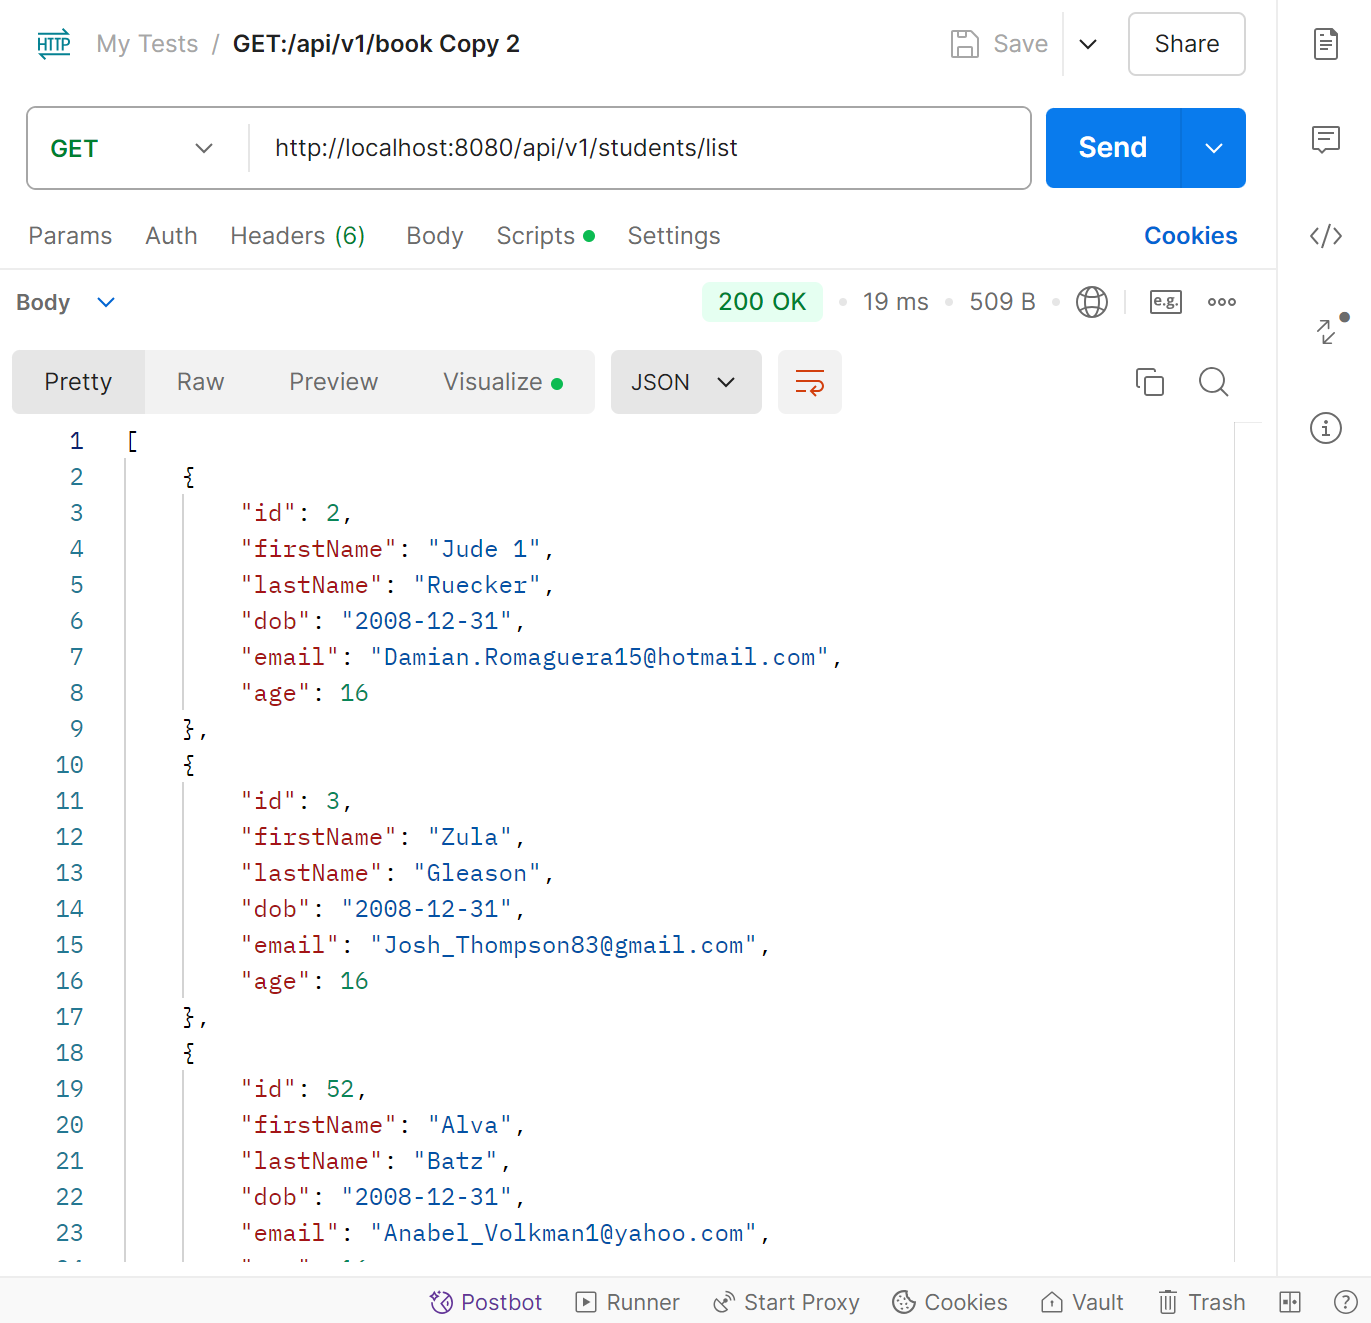 HTTP My Tests / GET:/api/v1/book Copy 2 Save Share
GET http://localhost:8080/api/v1/students/list Send
Params Auth Headers (6) Body Scripts Settings Cookies
Body 200 OK 19 ms 509 B e.g.
Pretty Raw Preview Visualize JSON
1 [
2 {
3 "id": 2,
4 "firstName": "Jude 1",
5 "lastName": "Ruecker",
6 "dob": "2008-12-31",
7 "email": "Damian.Romaguera15@hotmail.com",
8 "age": 16
9 },
10 {
11 "id": 3,
12 "firstName": "Zula",
13 "lastName": "Gleason",
14 "dob": "2008-12-31",
15 "email": "Josh_Thompson83@gmail.com",
16 "age": 16
17 },
18 {
19 "id": 52,
20 "firstName": "Alva",
21 "lastName": "Batz",
22 "dob": "2008-12-31",
23 "email": "Anabel_Volkman1@yahoo.com",
Postbot Runner Start Proxy Cookies Vault Trash